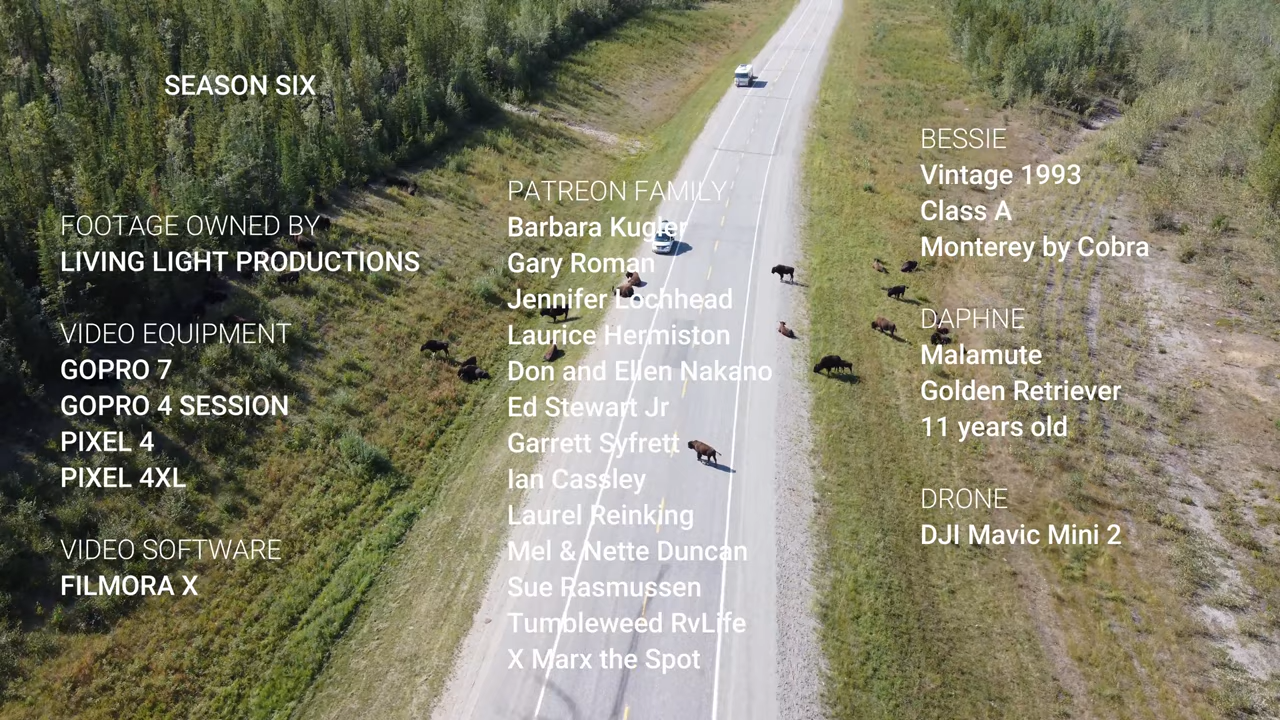 SEASON SIX
FOOTAGE OWNED BY
LIVING LIGHT PRODUCTIONS
VIDEO EQUIPMENT
GOPRO 7
GOPRO 4 SESSION
PIXEL 4
PIXEL 4XL
VIDEO SOFTWARE
FILMORA X
PATREON FAMILY
Barbara Kugler
Gary Roman
Jennifer Lochhead
Laurice Hermiston
Don and Ellen Nakano
Ed Stewart Jr
Garrett Syfrett
Ian Cassley
Laurel Reinking
Mel & Nette Duncan
Sue Rasmussen
Tumbleweed RvLife
X Marx the Spot
BESSIE
Vintage 1993
Class A
Monterey by Cobra
DAPHNE
Malamute
Golden Retriever
11 years old
DRONE
DJI Mavic Mini 2